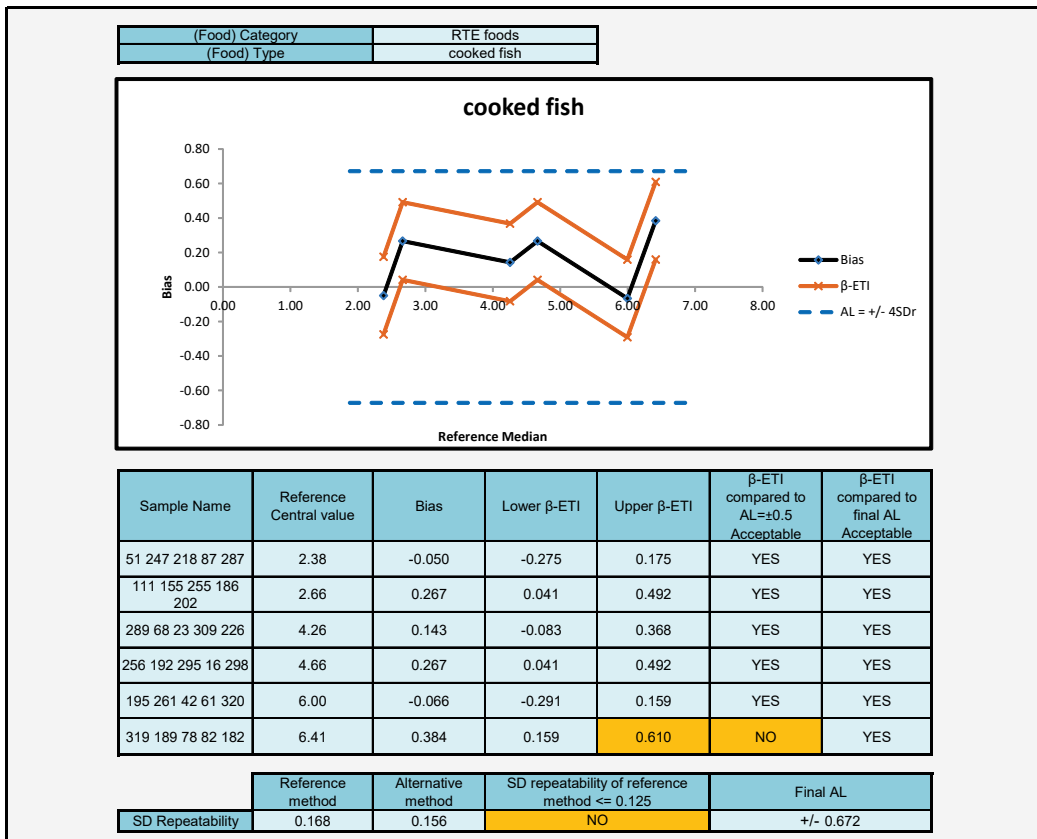 (Food) Category RTE foods
(Food) Type cooked fish
cooked fish
0.80
0.60
0.40
0.20
0.00
-0.20
-0.40
-0.60
-0.80
0.00 1.00 2.00 3.00 4.00 5.00 6.00 7.00 8.00
Bias
Reference Median
Bias
β-ETI
AL = +/- 4SDr
Sample Name Reference Central value Bias Lower β-ETI Upper β-ETI β-ETI compared to AL=±0.5 Acceptable β-ETI compared to final AL Acceptable
51 247 218 87 287 2.38 -0.050 -0.275 0.175 YES YES
111 155 255 186 202 2.66 0.267 0.041 0.492 YES YES
289 68 23 309 226 4.26 0.143 -0.083 0.368 YES YES
256 192 295 16 298 4.66 0.267 0.041 0.492 YES YES
195 261 42 61 320 6.00 -0.066 -0.291 0.159 YES YES
319 189 78 82 182 6.41 0.384 0.159 0.610 NO YES
Reference method Alternative method SD repeatability of reference method <= 0.125 Final AL
SD Repeatability 0.168 0.156 NO +/- 0.672